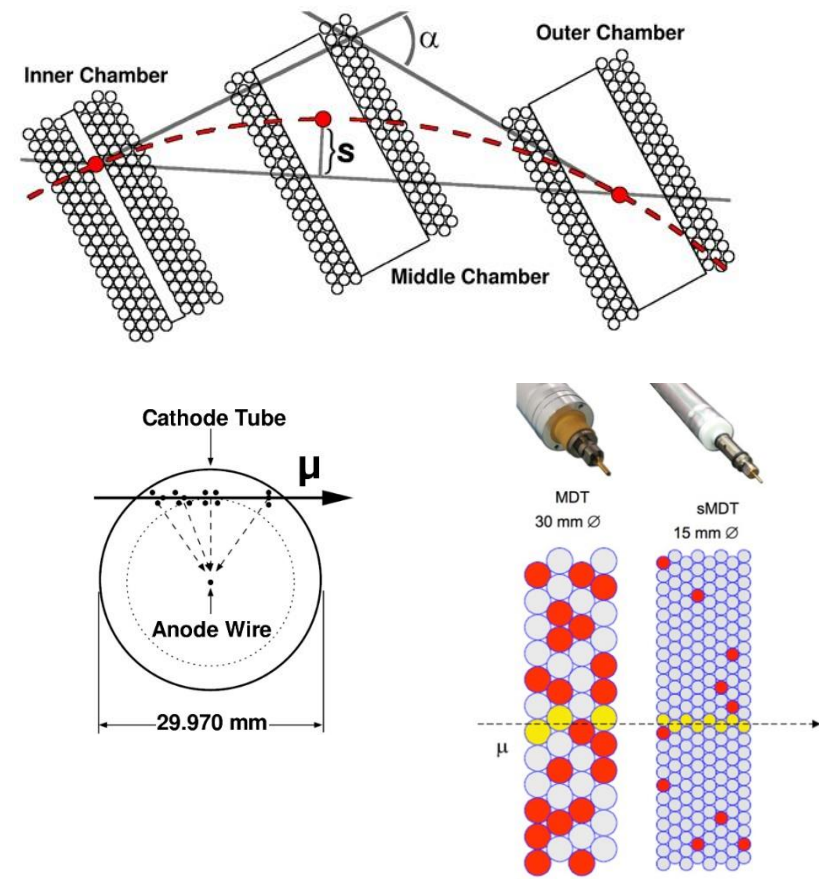 Outer Chamber
α
Inner Chamber
}s
Middle Chamber
Cathode Tube
μ
MDT
30 mm ∅
sMDT
15 mm ∅
Anode Wire
29.970 mm
μ